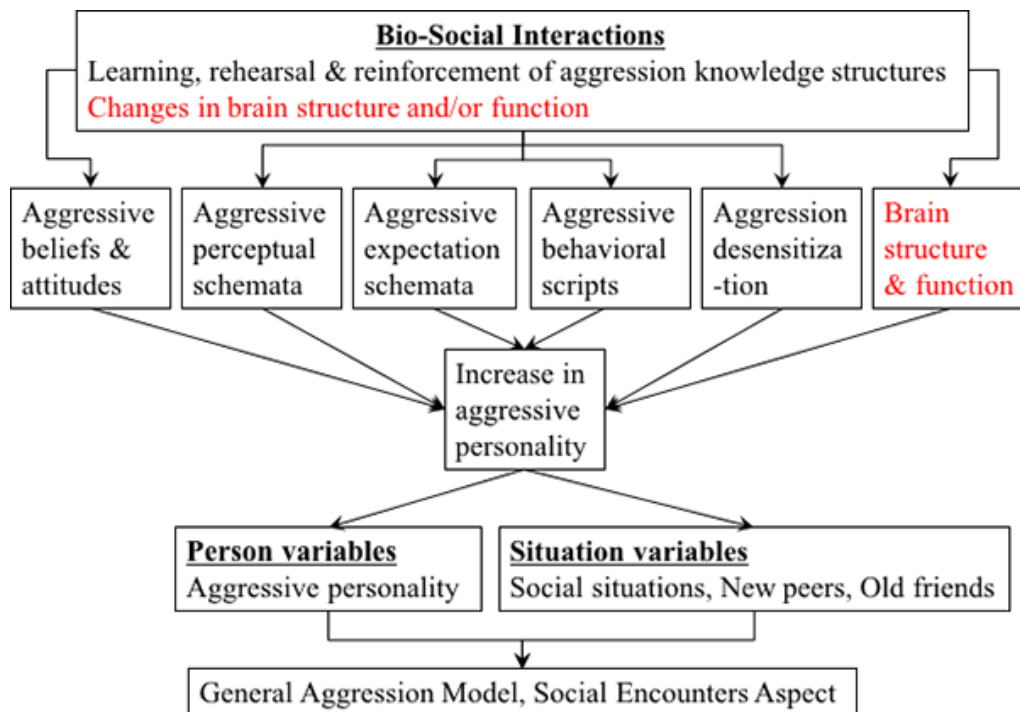 Bio-Social Interactions
Learning, rehearsal & reinforcement of aggression knowledge structures
Changes in brain structure and/or function
Aggressive
beliefs &
attitudes
Aggressive
perceptual
schemata
Aggressive
expectation
schemata
Aggressive
behavioral
scripts
Aggression
desensitiza
-tion
Brain
structure
& function
Increase in
aggressive
personality
Person variables
Aggressive personality
Situation variables
Social situations, New peers, Old friends
General Aggression Model, Social Encounters Aspect